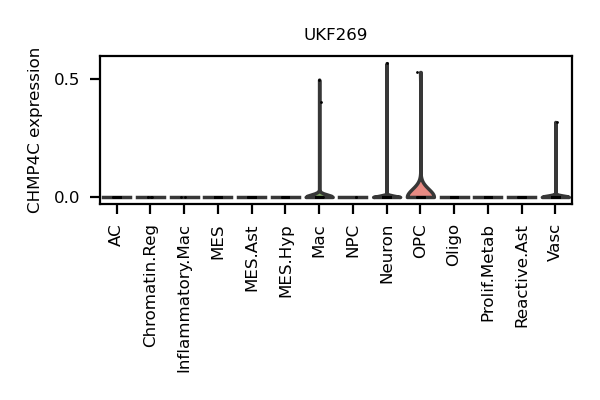 UKF269
CHMP4C expression
0.5
0.0
AC
Chromatin.Reg
Inflammatory.Mac
MES
MES.Ast
MES.Hyp
Mac
NPC
Neuron
OPC
Oligo
Prolif.Metab
Reactive.Ast
Vasc